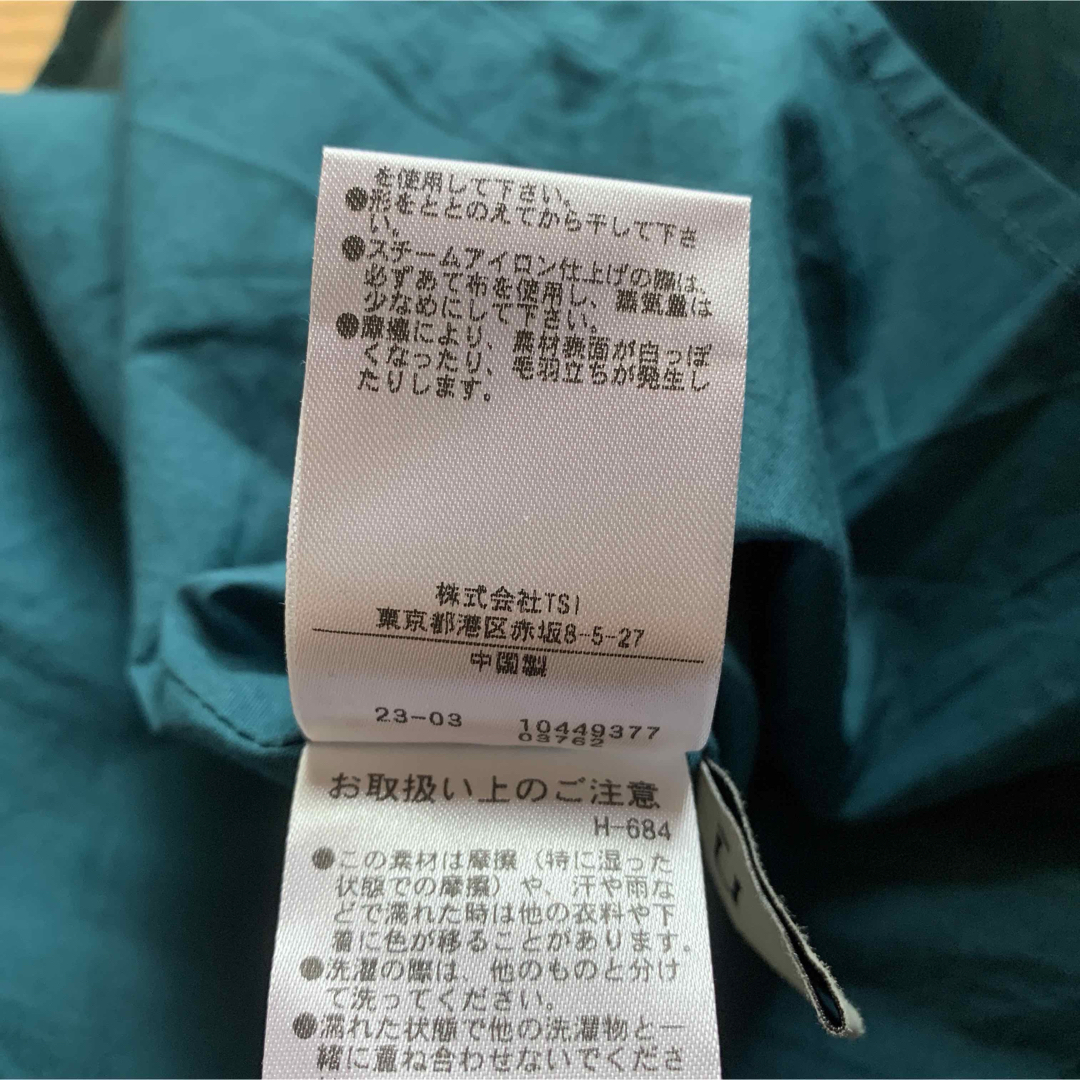 を使用して下さい。
●形をととのえてから干して下さ
い。
●スチームアイロン仕上げの際は、
必ずあて布を使用し、蒸気量は
少なめにして下さい。
●摩擦により、素材表面が白っぽ
くなったり、毛羽立ちが発生し
たりします。
株式会社TSI
東京都港区赤坂8-5-27
中国製
23-03 10449377
03762
お取扱い上のご注意
H-684
●この素材は摩擦（特に湿った
状態での摩擦）や、汗や雨な
どで濡れた時は他の衣料や下
着に色が移ることがあります。
●洗濯の際は、他のものと分け
て洗ってください。
●濡れた状態で他の洗濯物と一
緒に重ね合わせないでくださ